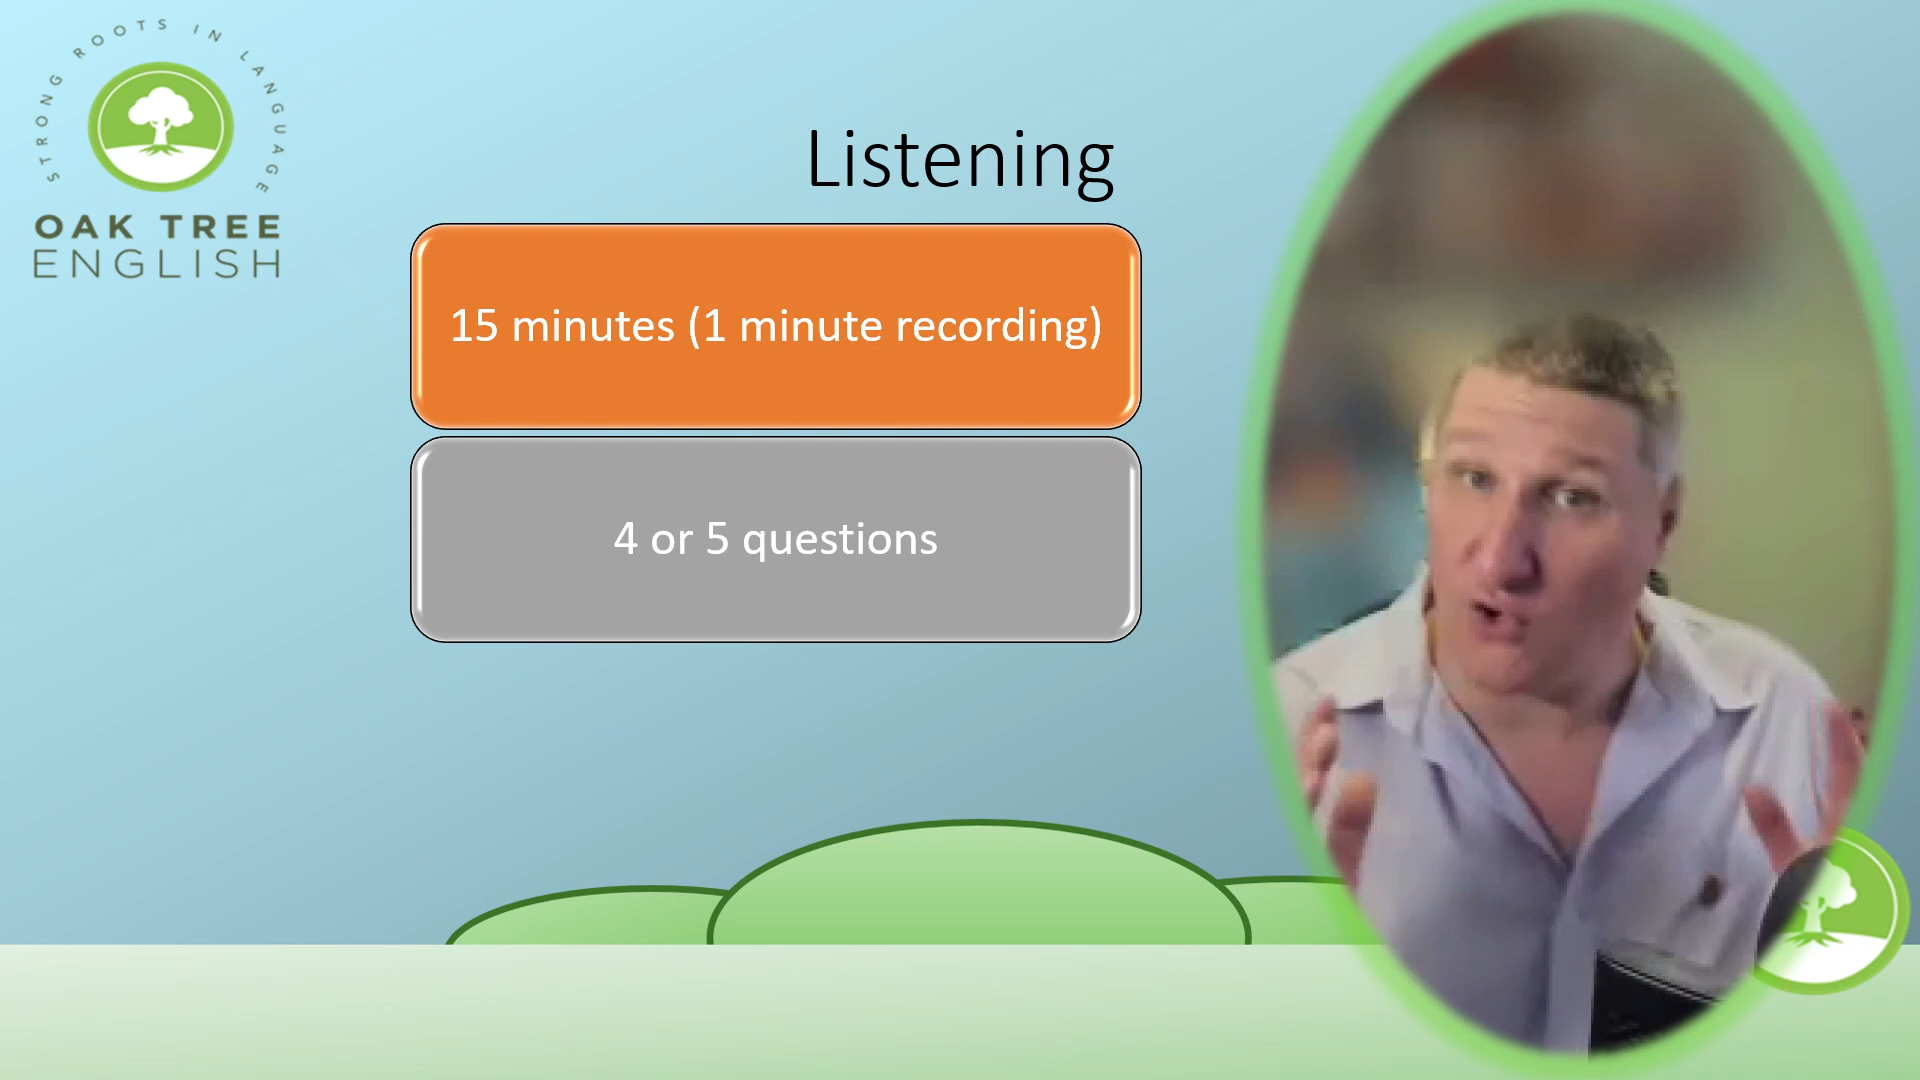 STRONG ROOTS IN LANGUAGE
OAK TREE
ENGLISH
Listening
15 minutes (1 minute recording)
4 or 5 questions